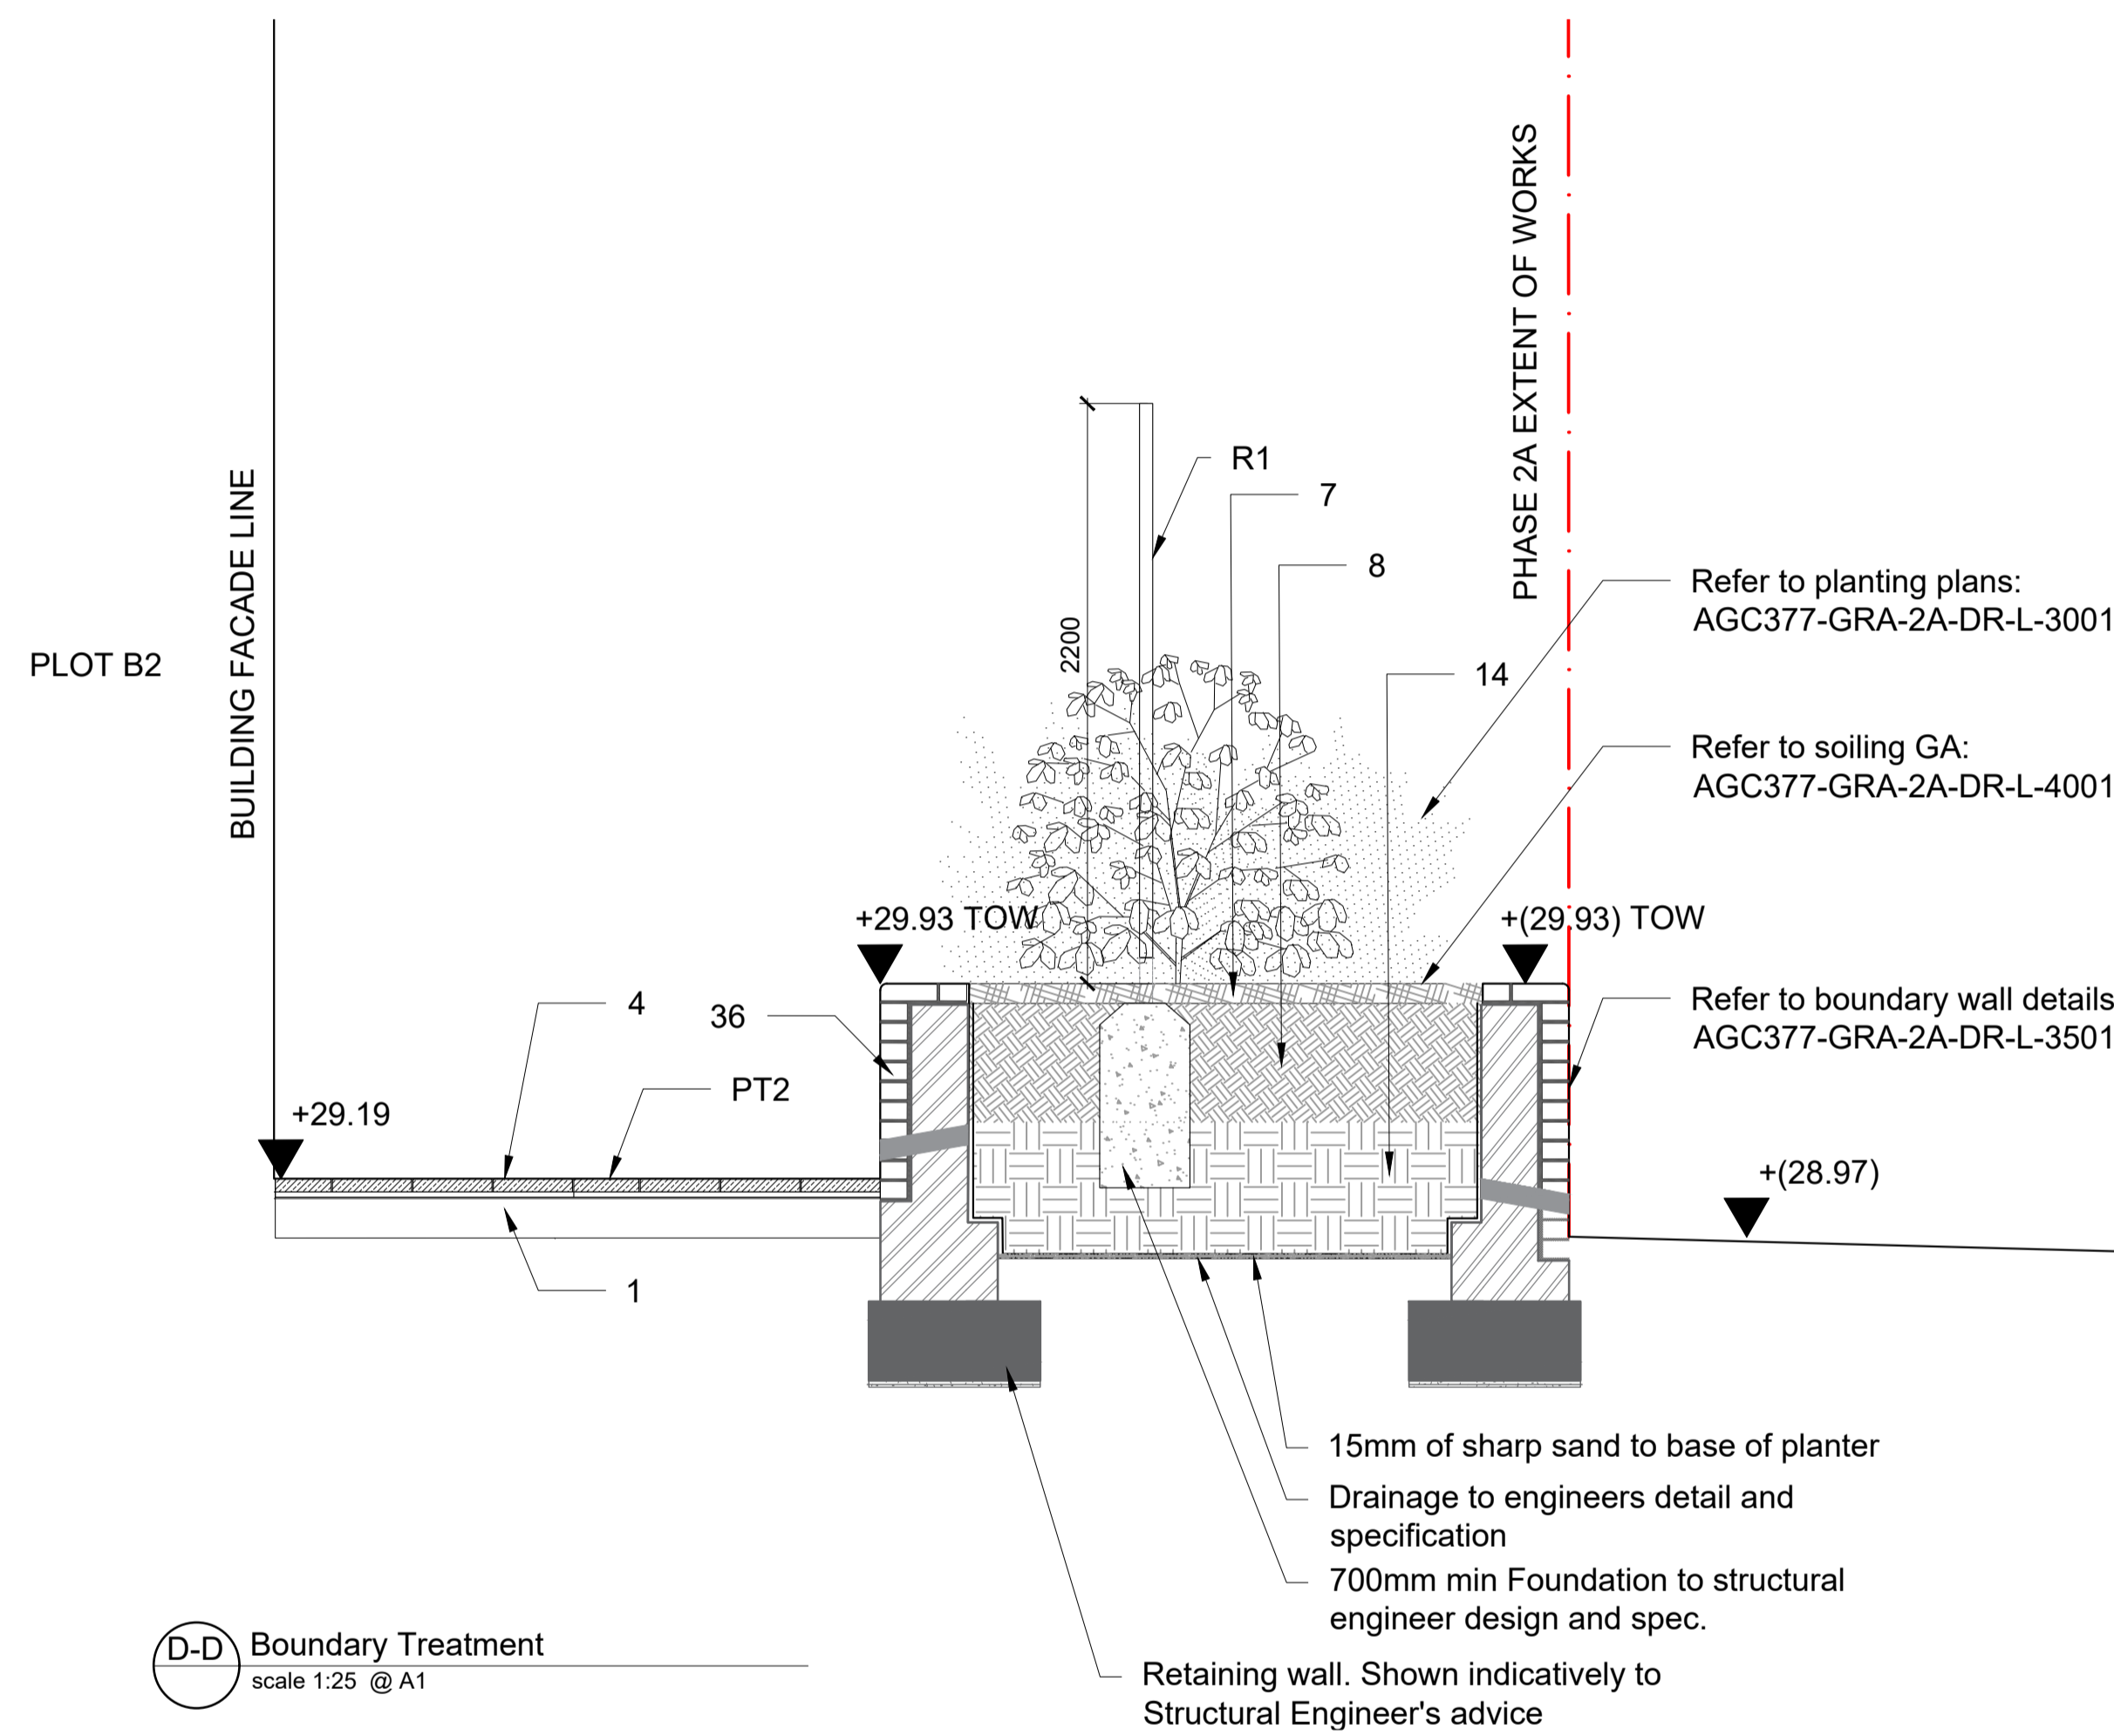 PHASE 2A EXTENT OF WORKS
BUILDING FACADE LINE
PLOT B2
R1
7
8
2200
14
Refer to planting plans:
AGC377-GRA-2A-DR-L-3001
Refer to soiling GA:
AGC377-GRA-2A-DR-L-4001
+29.93 TOW
+(29.93) TOW
4
36
Refer to boundary wall details
AGC377-GRA-2A-DR-L-3501
PT2
+29.19
+(28.97)
1
15mm of sharp sand to base of planter
Drainage to engineers detail and
specification
700mm min Foundation to structural
engineer design and spec.
Retaining wall. Shown indicatively to
Structural Engineer's advice
D-D
Boundary Treatment
scale 1:25 @ A1